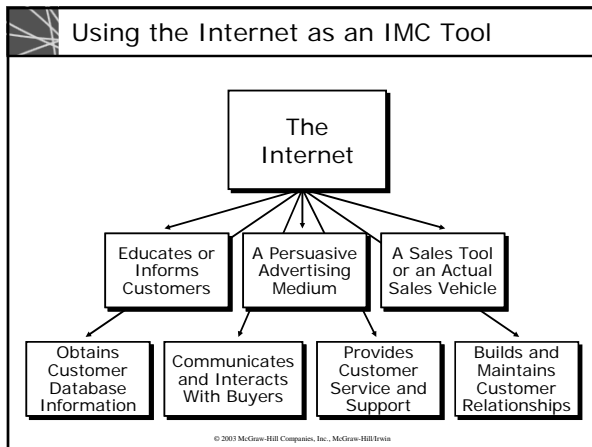 Using the Internet as an IMC Tool
The
Internet
Educates or
Informs
Customers
A Persuasive
Advertising
Medium
A Sales Tool
or an Actual
Sales Vehicle
Obtains
Customer
Database
Information
Communicates
and Interacts
With Buyers
Provides
Customer
Service and
Support
Builds and
Maintains
Customer
Relationships
© 2003 McGraw-Hill Companies, Inc., McGraw-Hill/Irwin